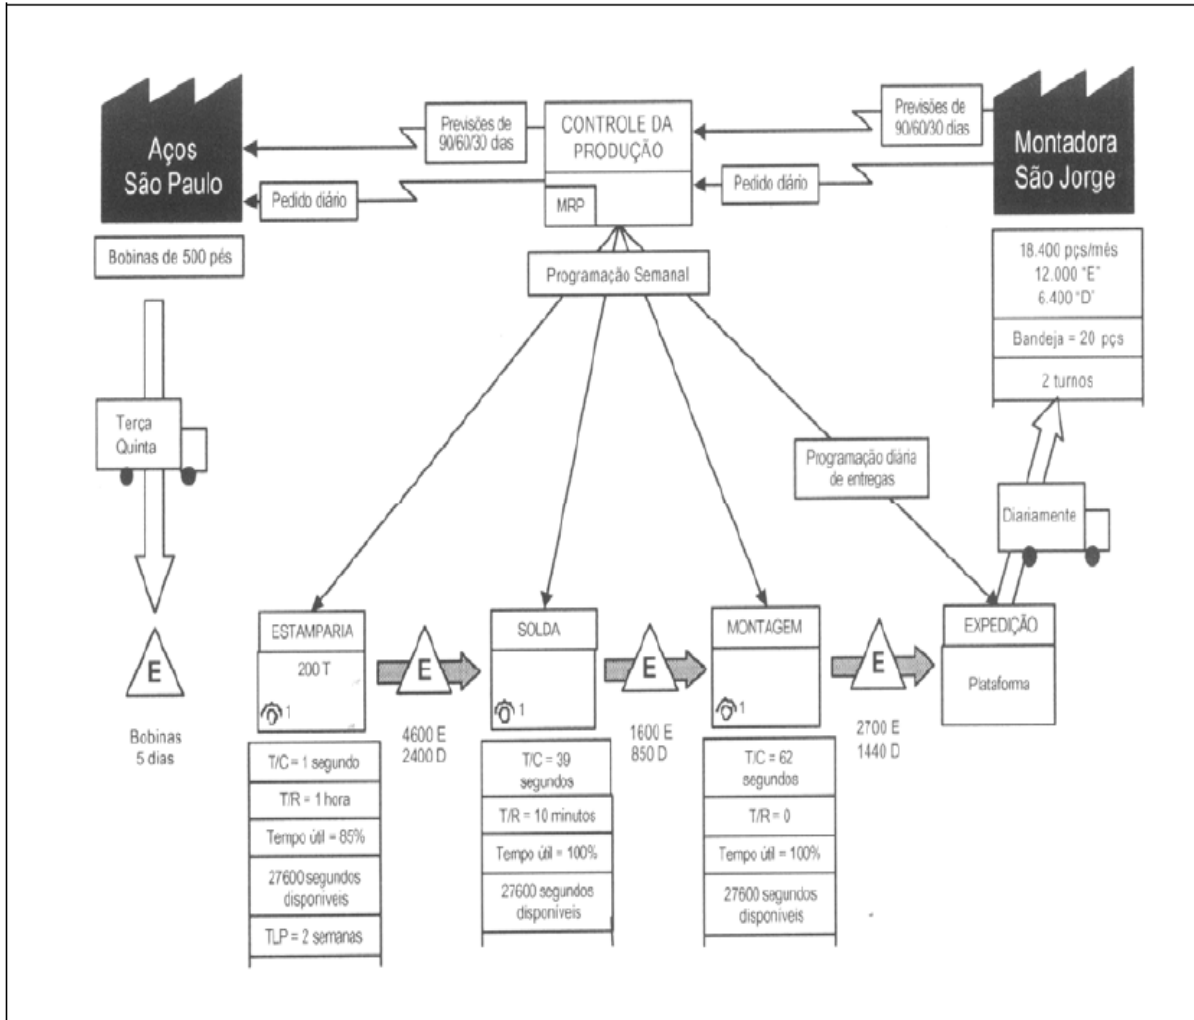 Aços
São Paulo
Previsões de
90/60/30 dias
Pedido diário
CONTROLE DA
PRODUÇÃO
MRP
Previsões de
90/60/30 dias
Pedido diário
Montadora
São Jorge
Bobinas de 500 pés
Programação Semanal
18.400 pçs/mês
12.000 "E"
6.400 "D"
Bandeja = 20 pçs
2 turnos
Terça
Quinta
Programação diária
de entregas
Diariamente
E
Bobinas
5 dias
ESTAMPARIA
200 T
1
T/C = 1 segundo
T/R = 1 hora
Tempo útil = 85%
27600 segundos
disponíveis
TLP = 2 semanas
E
4600 E
2400 D
SOLDA
1
T/C = 39
segundos
T/R = 10 minutos
Tempo útil = 100%
27600 segundos
disponíveis
E
1600 E
850 D
MONTAGEM
1
T/C = 62
segundos
T/R = 0
Tempo útil = 100%
27600 segundos
disponíveis
E
2700 E
1440 D
EXPEDIÇÃO
Plataforma